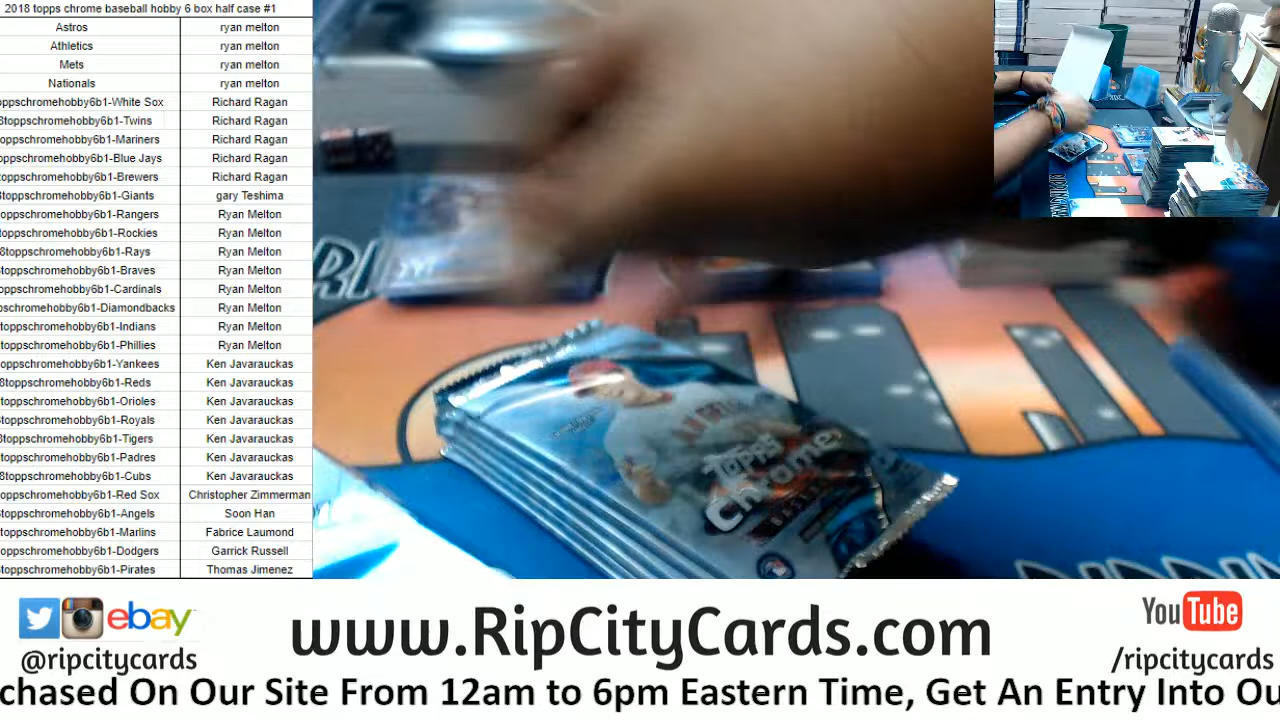 2018 topps chrome baseball hobby 6 box half case #1
Astros ryan melton
Athletics ryan melton
Mets ryan melton
Nationals ryan melton
oppschromehobby6b1-White Sox Richard Ragan
8toppschromehobby6b1-Twins Richard Ragan
toppschromehobby6b1-Mariners Richard Ragan
oppschromehobby6b1-Blue Jays Richard Ragan
toppschromehobby6b1-Brewers Richard Ragan
8toppschromehobby6b1-Giants gary Teshima
toppschromehobby6b1-Rangers Ryan Melton
toppschromehobby6b1-Rockies Ryan Melton
8toppschromehobby6b1-Rays Ryan Melton
toppschromehobby6b1-Braves Ryan Melton
toppschromehobby6b1-Cardinals Ryan Melton
pschromehobby6b1-Diamondbacks Ryan Melton
toppschromehobby6b1-Indians Ryan Melton
toppschromehobby6b1-Phillies Ryan Melton
oppschromehobby6b1-Yankees Ken Javarauckas
8toppschromehobby6b1-Reds Ken Javarauckas
toppschromehobby6b1-Orioles Ken Javarauckas
toppschromehobby6b1-Royals Ken Javarauckas
8toppschromehobby6b1-Tigers Ken Javarauckas
toppschromehobby6b1-Padres Ken Javarauckas
8toppschromehobby6b1-Cubs Ken Javarauckas
oppschromehobby6b1-Red Sox Christopher Zimmerman
toppschromehobby6b1-Angels Soon Han
oppschromehobby6b1-Marlins Fabrice Laumond
oppschromehobby6b1-Dodgers Garrick Russell
toppschromehobby6b1-Pirates Thomas Jimenez
Topps
Chrome
ebay
@ripcitycards
www.RipCityCards.com
YouTube
/ripcitycards
chased On Our Site From 12am to 6pm Eastern Time, Get An Entry Into Ou